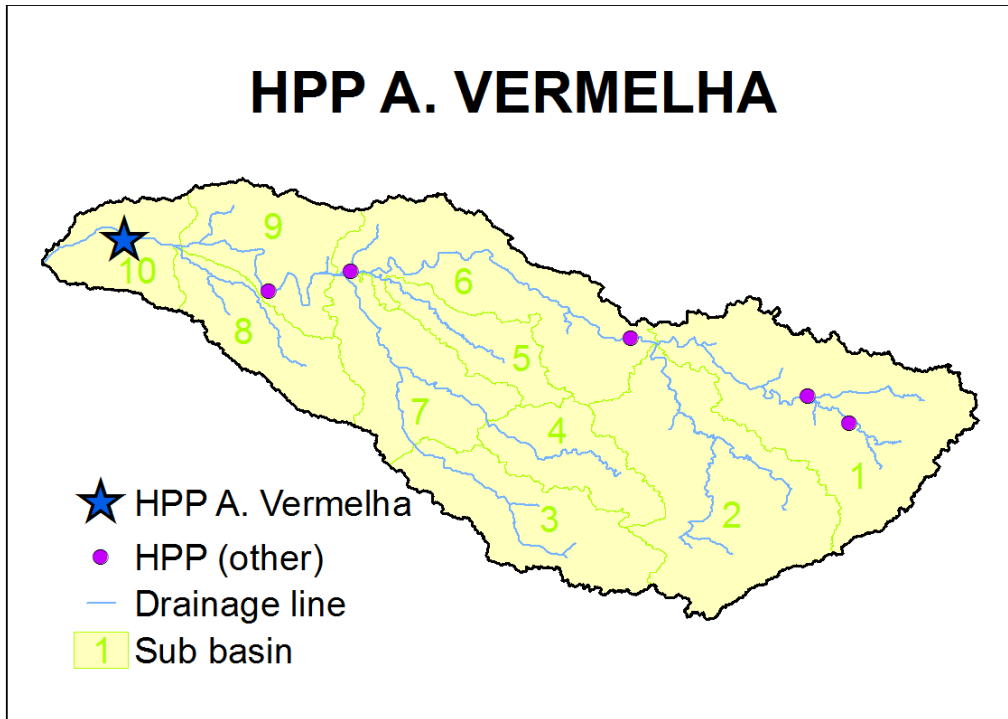 HPP A. VERMELHA
9
10
6
8
5
7
4
1
3
2
HPP A. Vermelha
HPP (other)
Drainage line
1 Sub basin